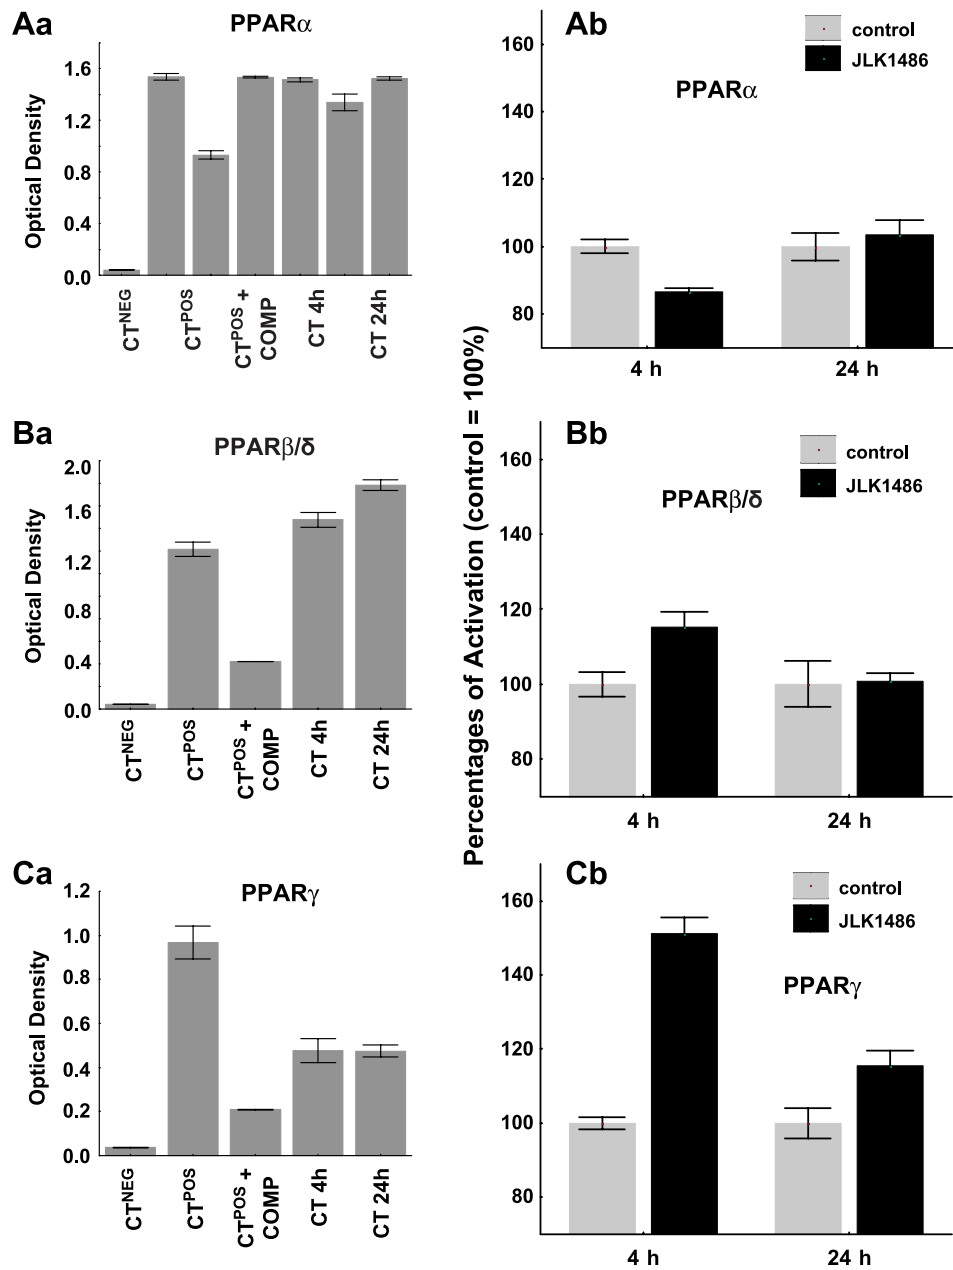 Aa
PPARα
Optical Density
1.6
1.2
0.8
0.4
0.0
CT^NEG
CT^POS
CT^POS +
COMP
CT 4h
CT 24h
Ab
control
JLK1486
PPARα
160
140
120
100
80
4 h
24 h
Ba
PPARβ/δ
Optical Density
2.0
1.6
1.2
0.8
0.4
0.0
CT^NEG
CT^POS
CT^POS +
COMP
CT 4h
CT 24h
Percentages of Activation (control = 100%)
Bb
control
JLK1486
PPARβ/δ
160
140
120
100
80
4 h
24 h
Ca
PPARγ
Optical Density
1.2
1.0
0.8
0.6
0.4
0.2
0.0
CT^NEG
CT^POS
CT^POS +
COMP
CT 4h
CT 24h
Cb
control
JLK1486
PPARγ
160
140
120
100
80
4 h
24 h